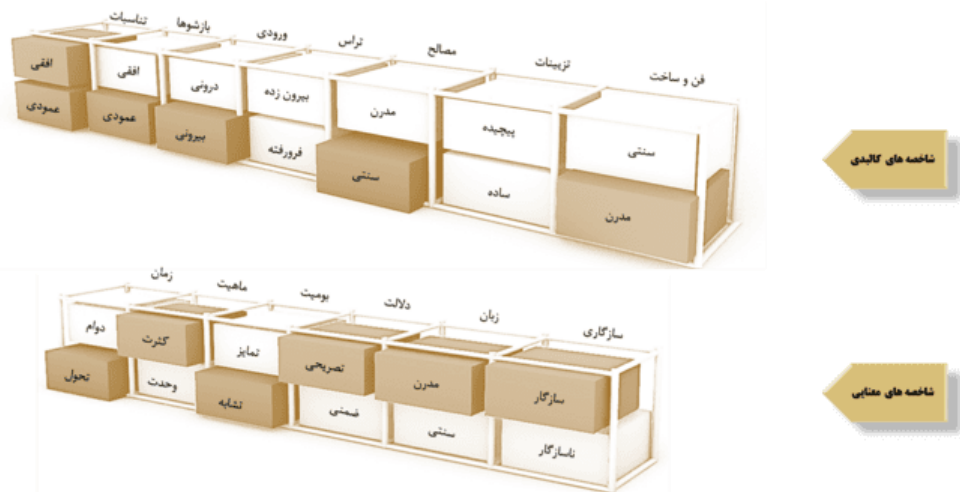 تناسبات بازشوها ورودی تراس مصالح تزیینات فن و ساخت
افقی افقی درونی بیرون زده مدرن پیچیده سنتی
عمودی عمودی بیرونی فرورفته سنتی ساده مدرن
شاخصه های کالبدی
زمان ماهیت بومیت دلالت زبان سازگاری
دوام کثرت تمایز تصریحی مدرن سازگار
تحول وحدت تشابه ضمنی سنتی ناسازگار
شاخصه های معنایی